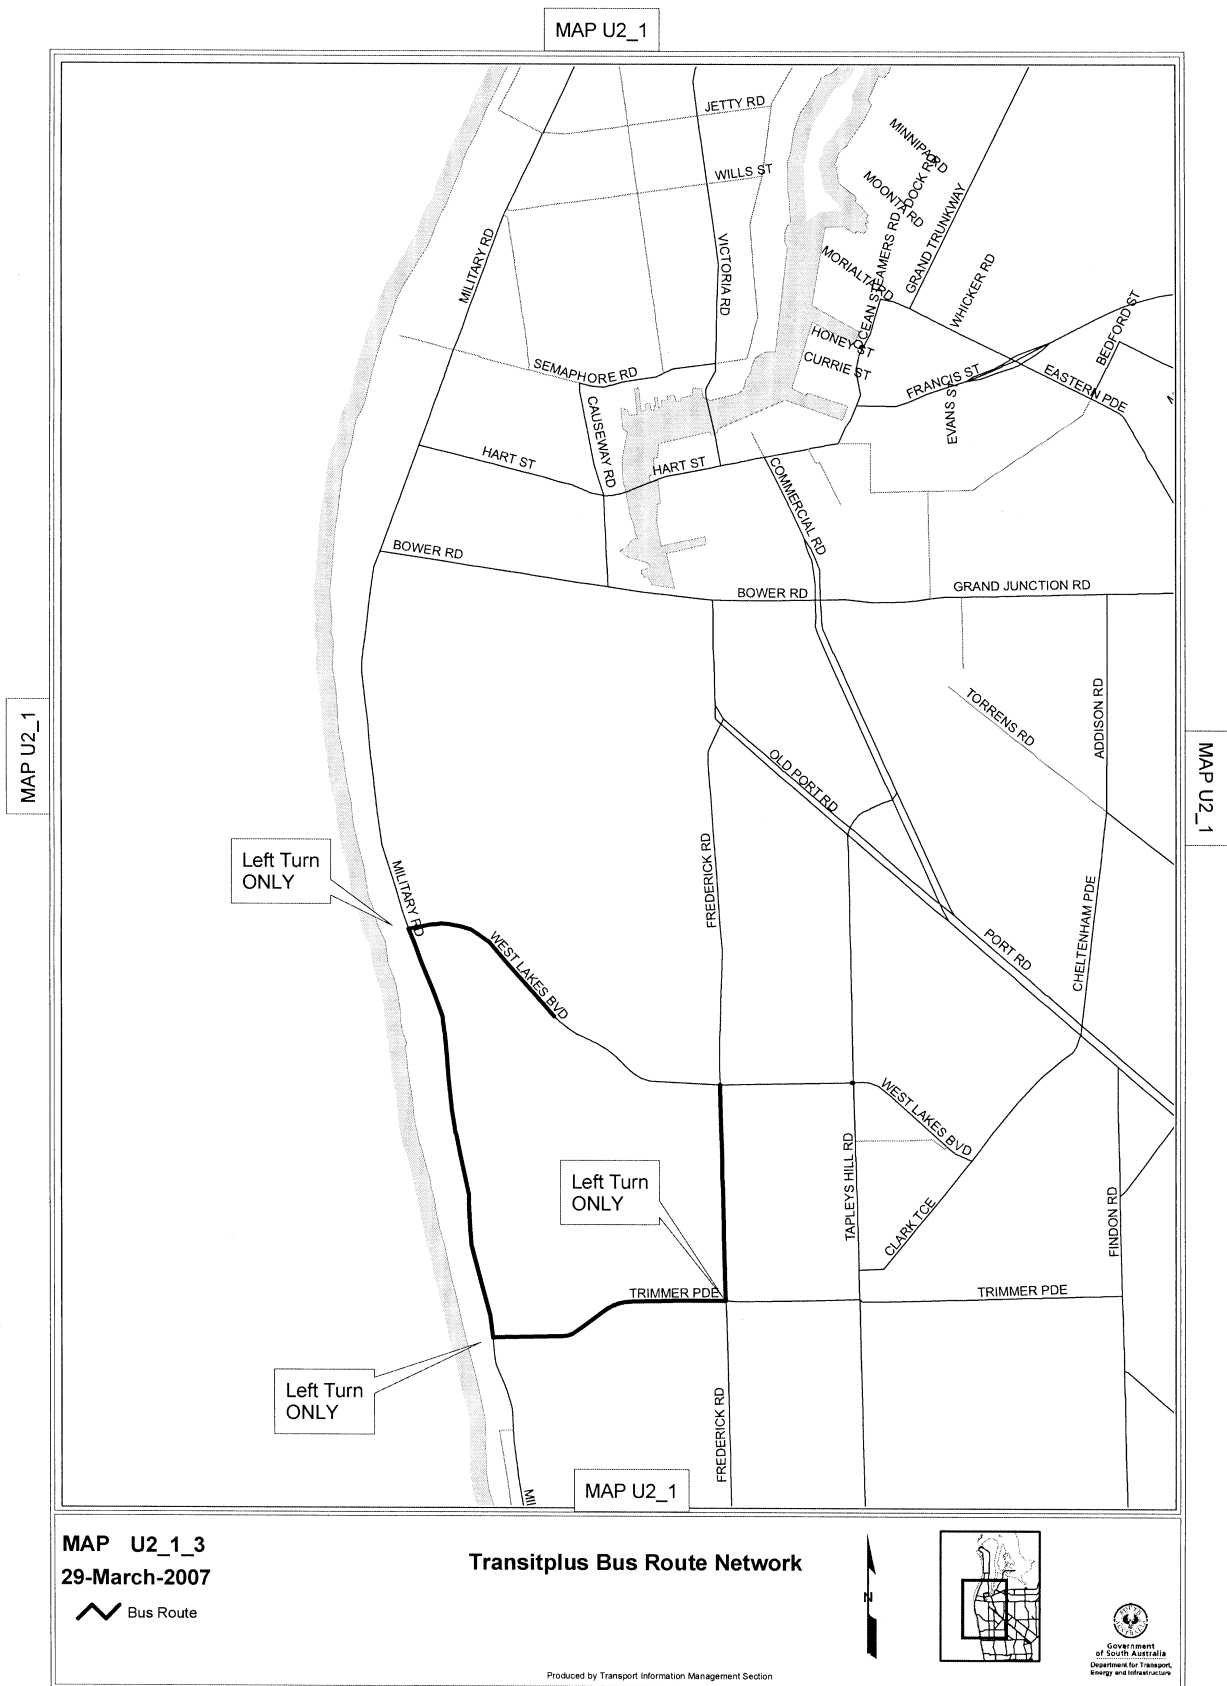 MAP U2_1
JETTY RD
MINNIPA RD
WILLS ST
DOCK RD
MOONTA RD
GRAND TRUNKWAY
MILITARY RD
VICTORIA RD
OCEAN STEAMERS RD
MORIALTA RD
WHICKER RD
BEDFORD ST
HONEY ST
CURRIE ST
SEMAPHORE RD
FRANCIS ST
EASTERN PDE
CAUSEWAY RD
EVANS ST
HART ST
HART ST
COMMERCIAL RD
BOWER RD
BOWER RD
GRAND JUNCTION RD
ADDISON RD
TORRENS RD
MAP U2_1
MAP U2_1
OLD PORT RD
Left Turn
ONLY
FREDERICK RD
MILITARY RD
CHELTENHAM PDE
WEST LAKES BVD
PORT RD
WEST LAKES BVD
TAPLEYS HILL RD
Left Turn
ONLY
CLARK TCE
FINDON RD
TRIMMER PDE
TRIMMER PDE
Left Turn
ONLY
FREDERICK RD
MIL
MAP U2_1
MAP U2_1_3
29-March-2007
Bus Route
Transitplus Bus Route Network
N
Government
of South Australia
Department for Transport,
Energy and Infrastructure
Produced by Transport Information Management Section